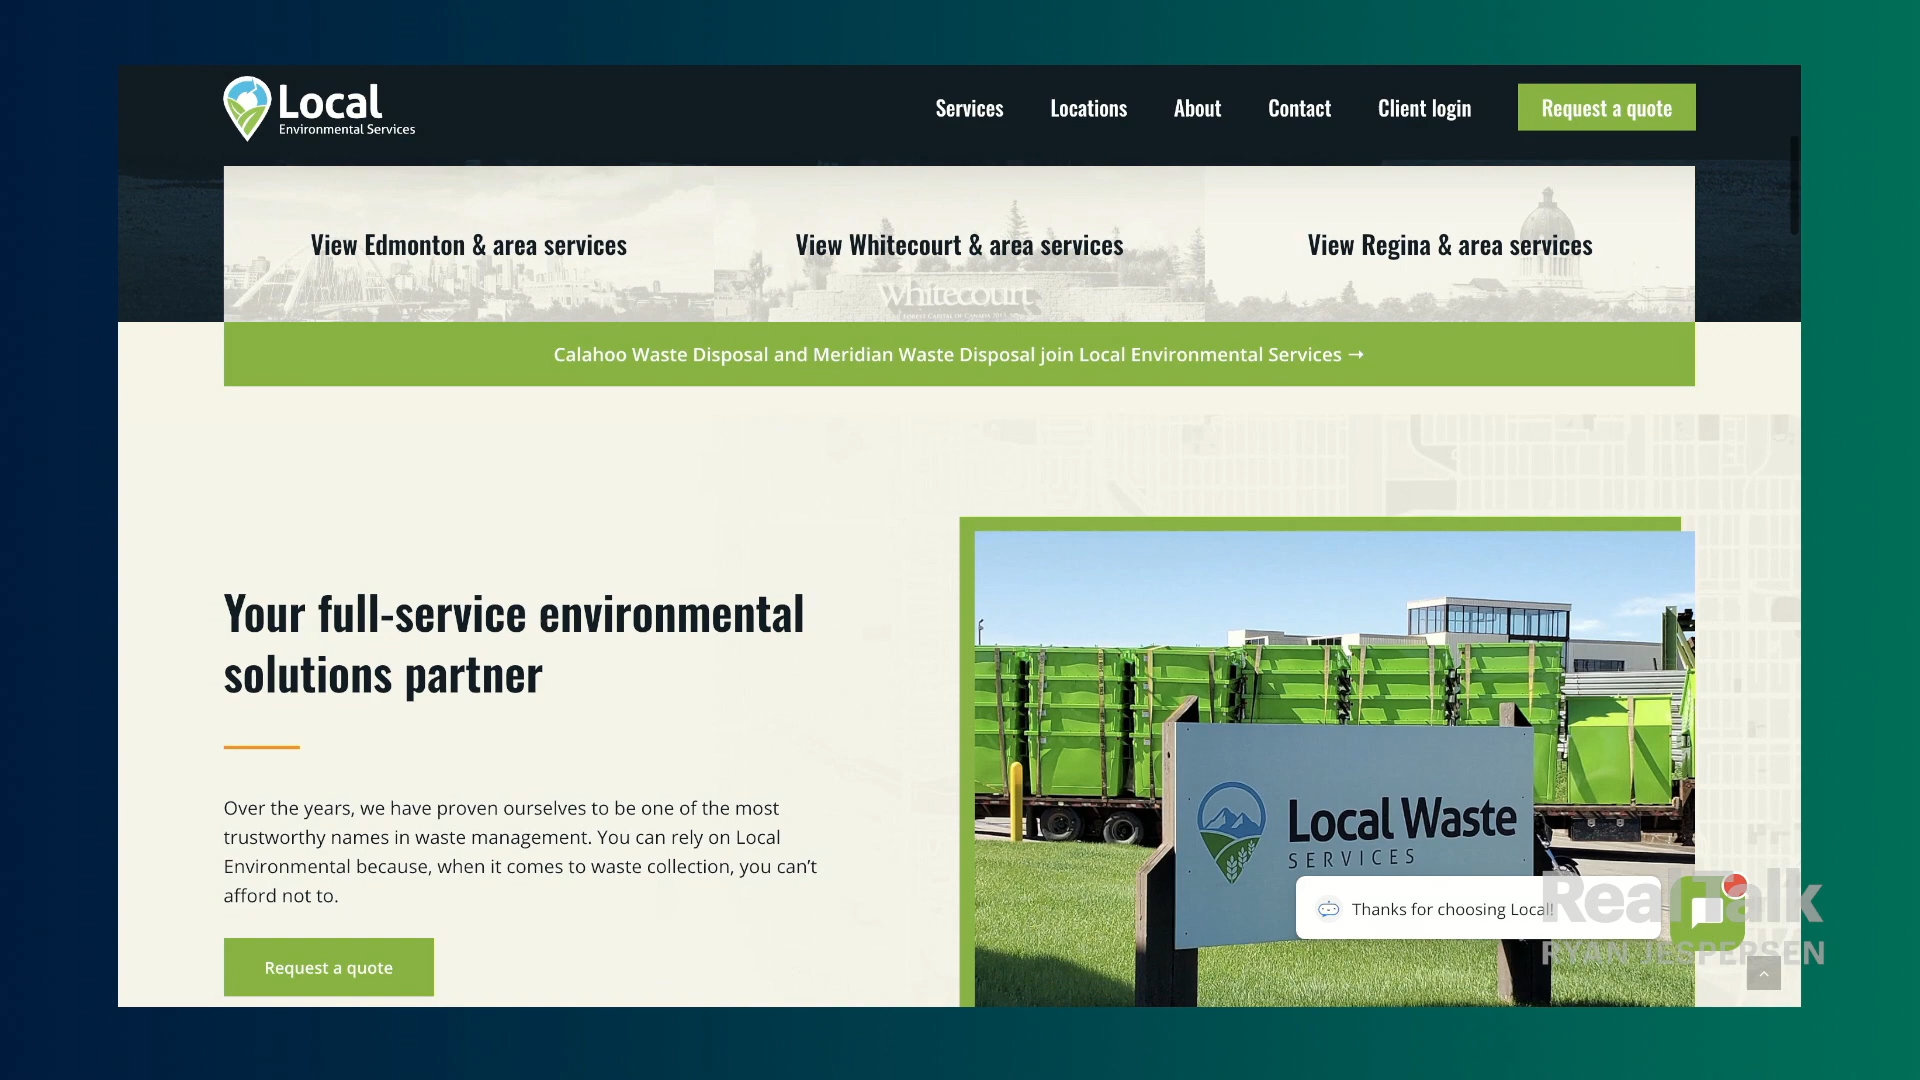 Local
Environmental Services
Services
Locations
About
Contact
Client login
Request a quote
View Edmonton & area services
View Whitecourt & area services
View Regina & area services
Whitecourt
Calahoo Waste Disposal and Meridian Waste Disposal join Local Environmental Services →
Your full-service environmental
solutions partner
Over the years, we have proven ourselves to be one of the most
trustworthy names in waste management. You can rely on Local
Environmental because, when it comes to waste collection, you can’t
afford not to.
Request a quote
Local Waste
SERVICES
Thanks for choosing Local!
RealTalk
RYAN JESPERSEN